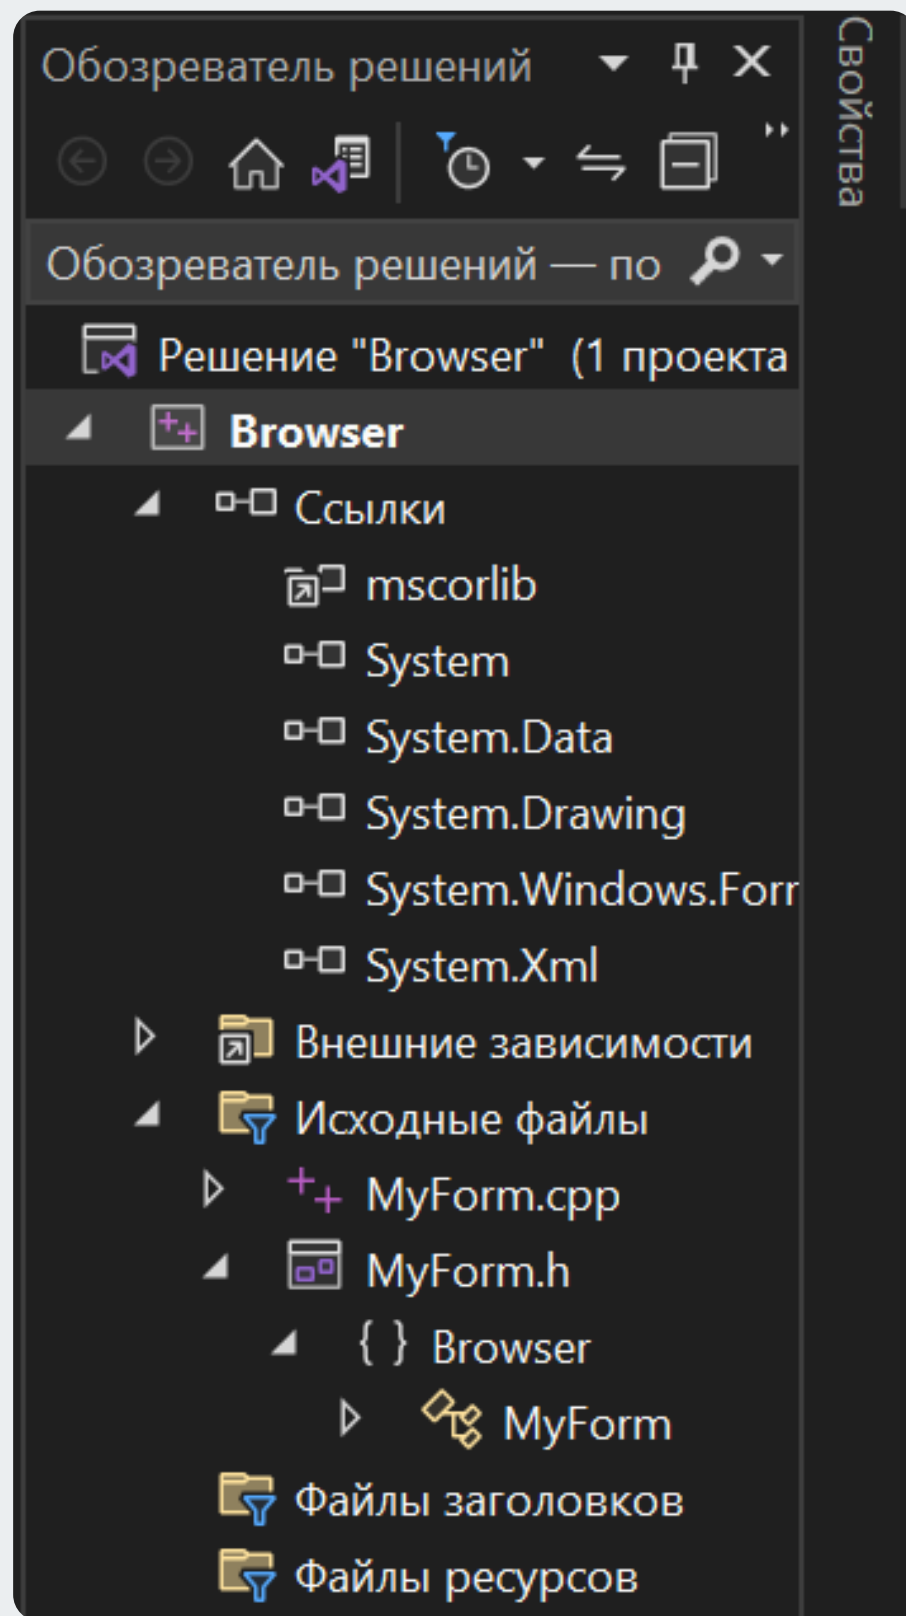 Обозреватель решений
Свойства
Обозреватель решений — по
Решение "Browser" (1 проекта
Browser
Ссылки
mscorlib
System
System.Data
System.Drawing
System.Windows.Forr
System.Xml
Внешние зависимости
Исходные файлы
MyForm.cpp
MyForm.h
{ } Browser
MyForm
Файлы заголовков
Файлы ресурсов